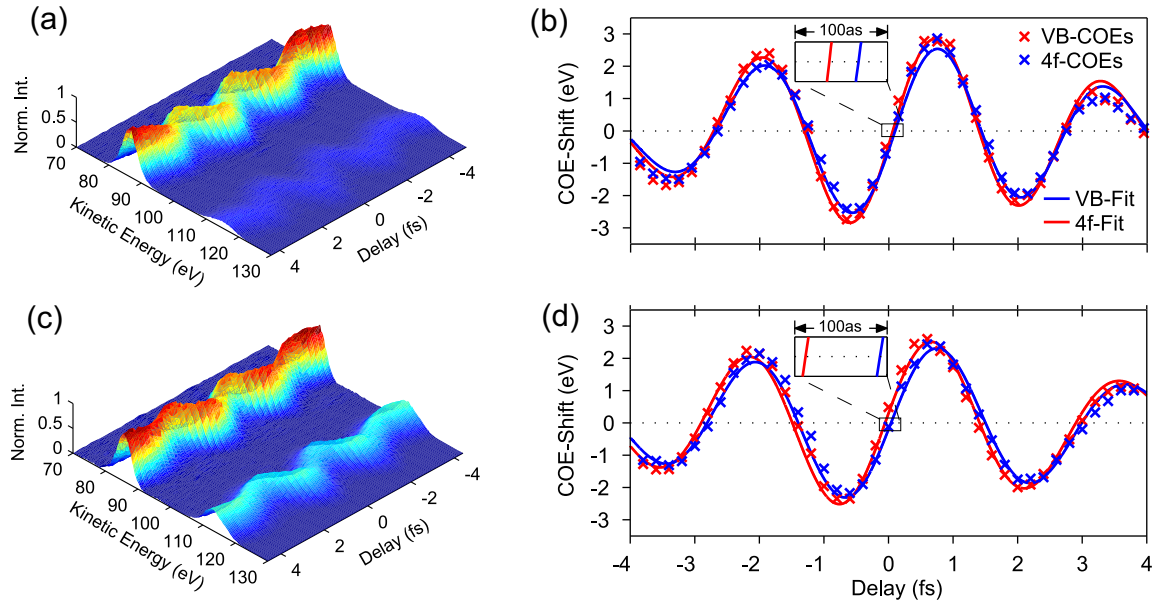 (a)
Norm. Int.
1
0.5
0
70
80
90
100
110
120
130
Kinetic Energy (eV)
4
2
0
-2
-4
Delay (fs)
(b)
COE-Shift (eV)
3
2
1
0
-1
-2
-3
100as
VB-COEs
4f-COEs
VB-Fit
4f-Fit
(c)
Norm. Int.
1
0.5
0
70
80
90
100
110
120
130
Kinetic Energy (eV)
4
2
0
-2
-4
Delay (fs)
(d)
COE-Shift (eV)
3
2
1
0
-1
-2
-3
100as
-4 -3 -2 -1 0 1 2 3 4
Delay (fs)